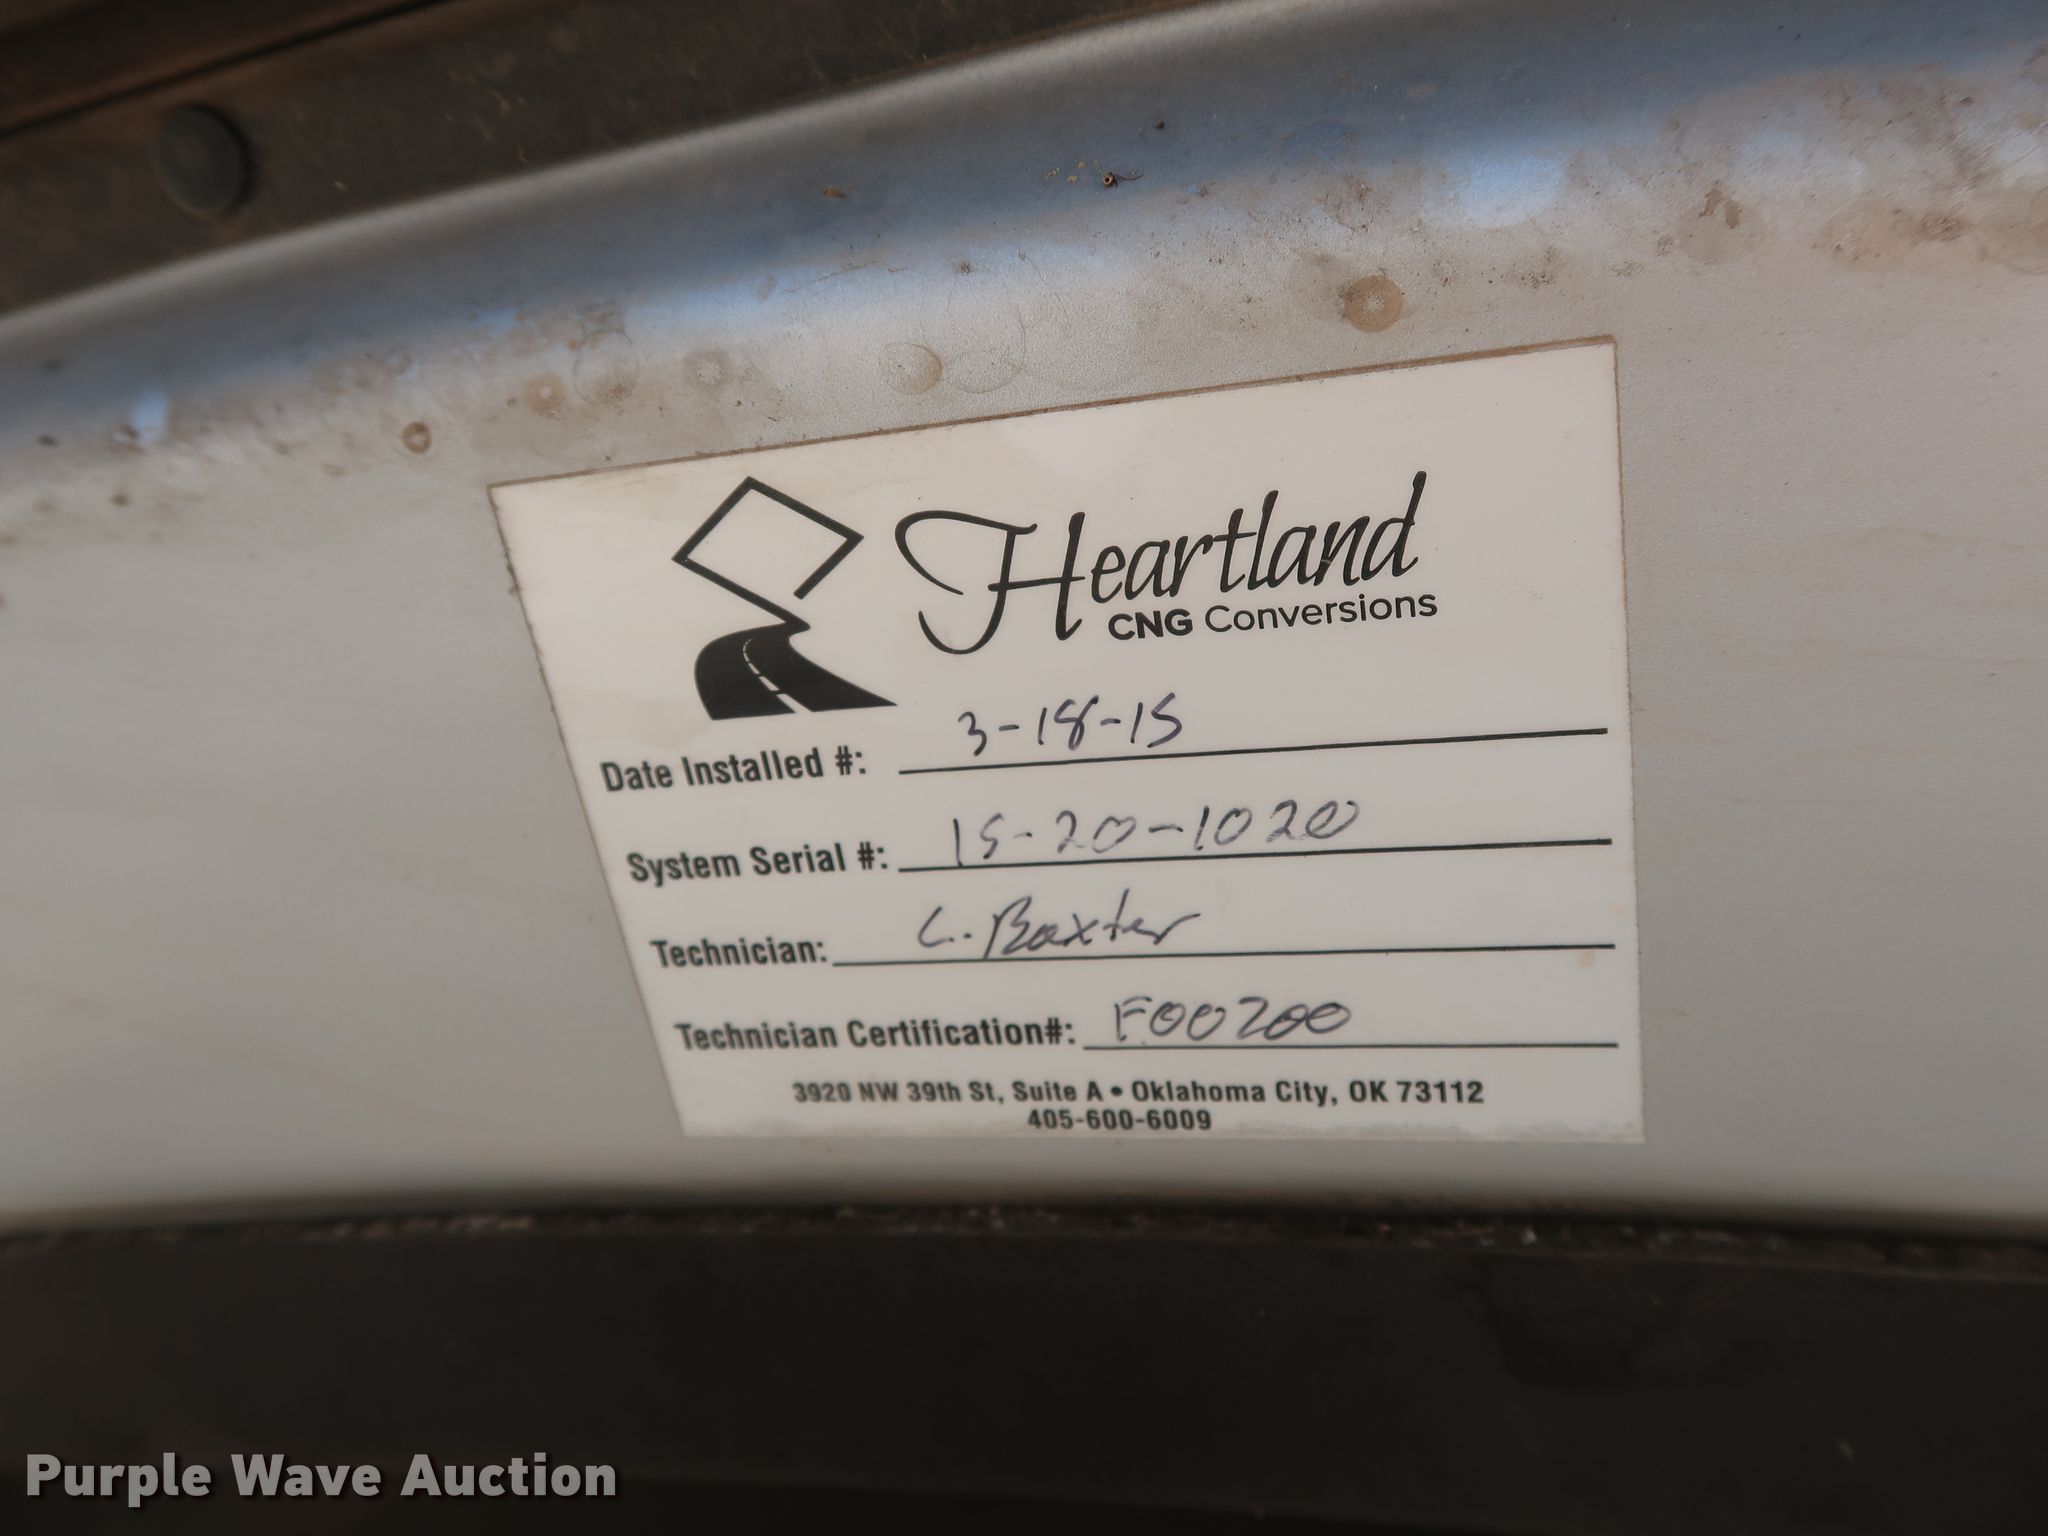 Heartland
CNG Conversions
Date Installed #: 3-18-15
System Serial #: 15-20-1020
Technician: C. Baxter
Technician Certification#: F00200
3920 NW 39th St, Suite A • Oklahoma City, OK 73112
405-600-6009
Purple Wave Auction